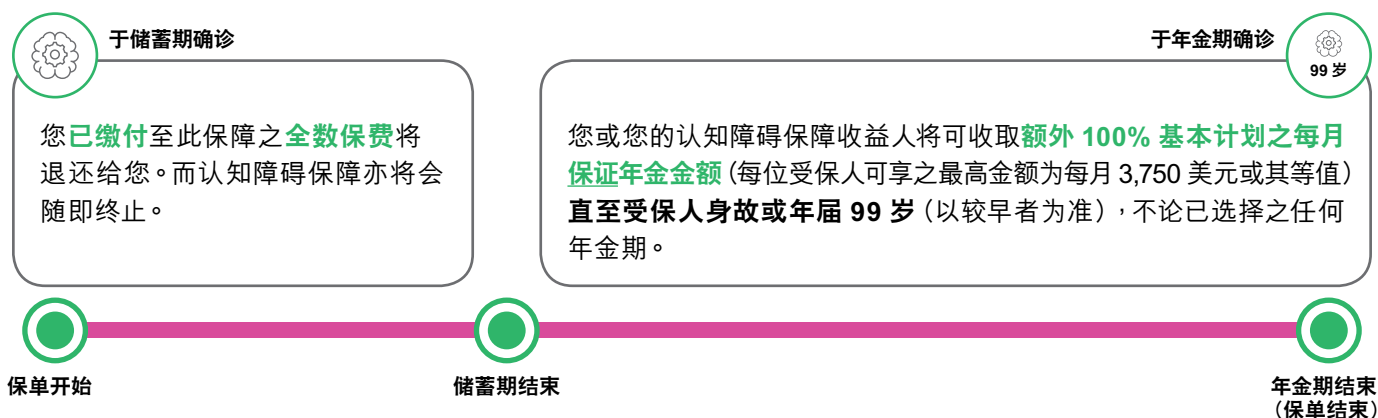 于储蓄期确诊
您已缴付至此保障之全数保费将
退还给您。而认知障碍保障亦将会
随即终止。
于年金期确诊
99 岁
您或您的认知障碍保障收益人将可收取额外 100% 基本计划之每月
保证年金金额(每位受保人可享之最高金额为每月 3,750 美元或其等值)
直至受保人身故或年届 99 岁(以较早者为准),不论已选择之任何
年金期。
保单开始
储蓄期结束
年金期结束
(保单结束)